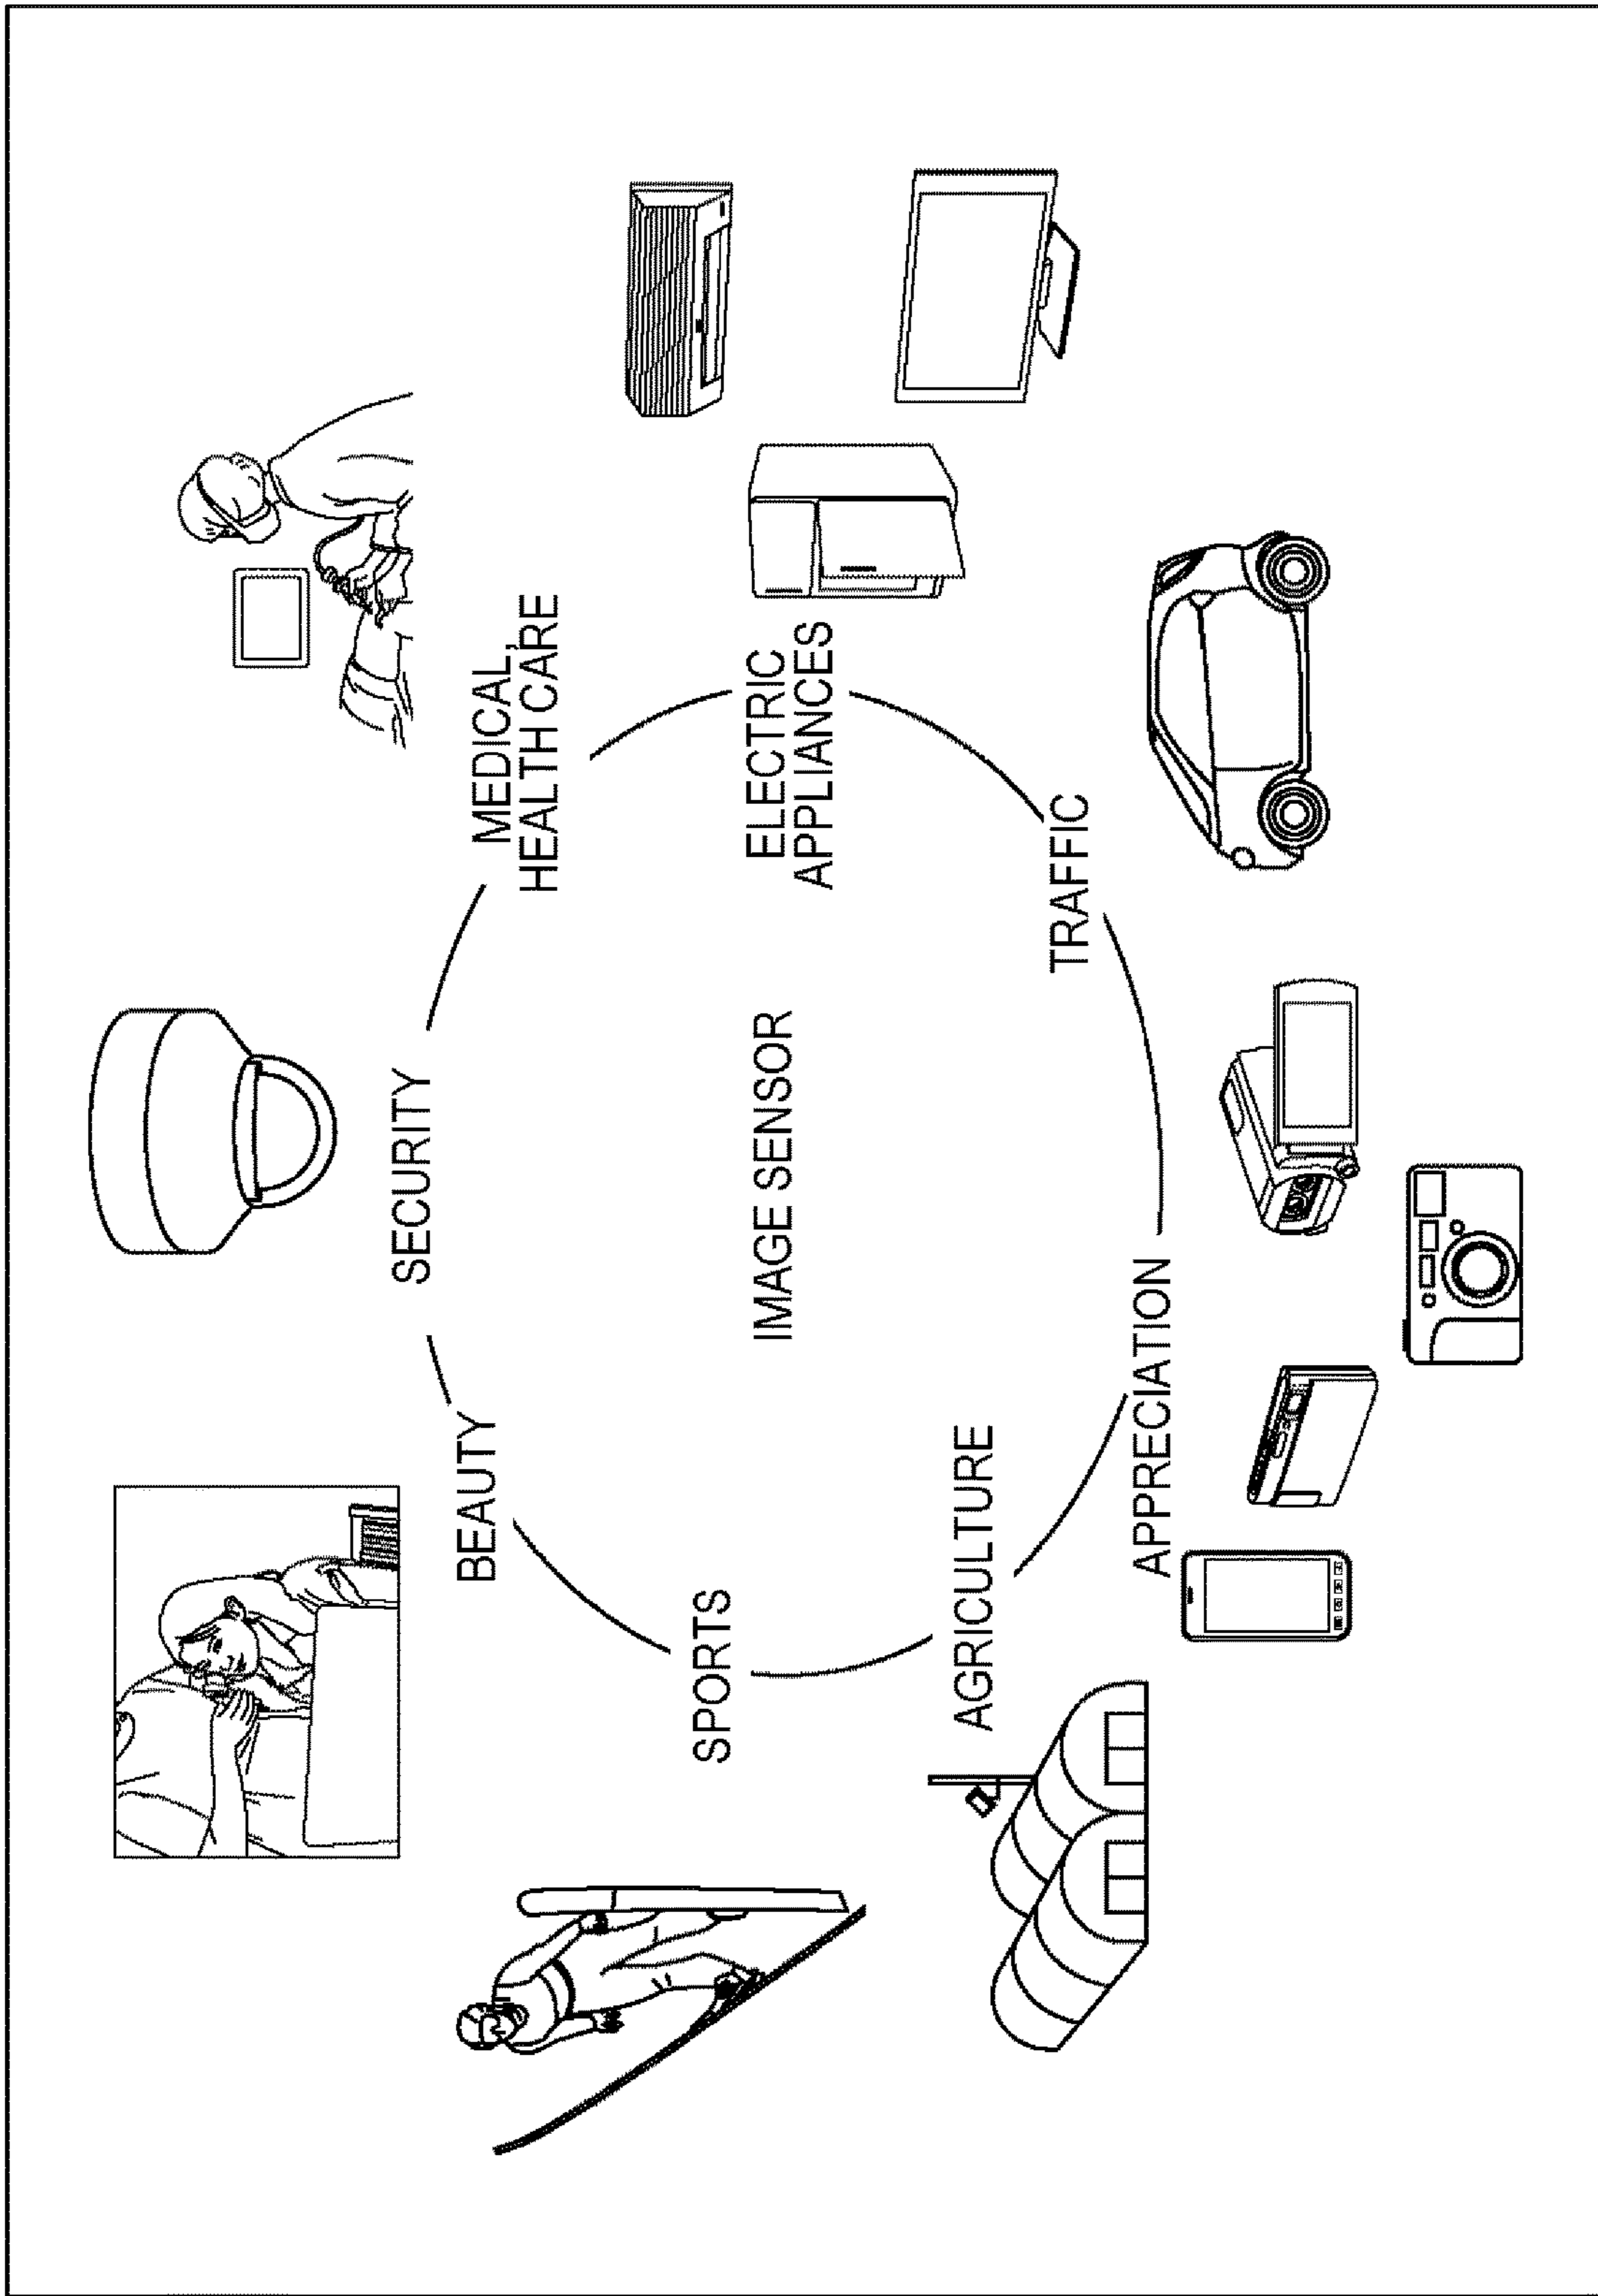 SECURITY
BEAUTY
MEDICAL,
HEALTH CARE
SPORTS
IMAGE SENSOR
ELECTRIC
APPLIANCES
AGRICULTURE
TRAFFIC
APPRECIATION